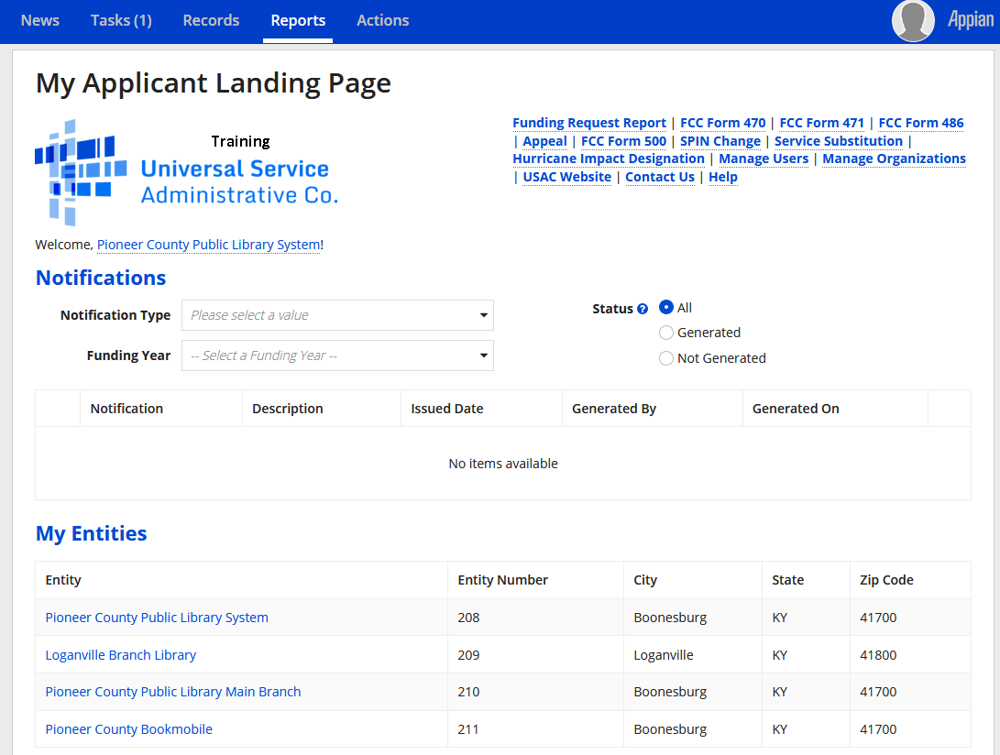 News Tasks (1) Records Reports Actions Appian
My Applicant Landing Page
Training
Universal Service
Administrative Co.
Funding Request Report | FCC Form 470 | FCC Form 471 | FCC Form 486
| Appeal | FCC Form 500 | SPIN Change | Service Substitution |
Hurricane Impact Designation | Manage Users | Manage Organizations
| USAC Website | Contact Us | Help
Welcome, Pioneer County Public Library System!
Notifications
Notification Type Please select a value
Funding Year -- Select a Funding Year --
Status ? All
Generated
Not Generated
Notification Description Issued Date Generated By Generated On
No items available
My Entities
Entity Entity Number City State Zip Code
Pioneer County Public Library System 208 Boonesburg KY 41700
Loganville Branch Library 209 Loganville KY 41800
Pioneer County Public Library Main Branch 210 Boonesburg KY 41700
Pioneer County Bookmobile 211 Boonesburg KY 41700